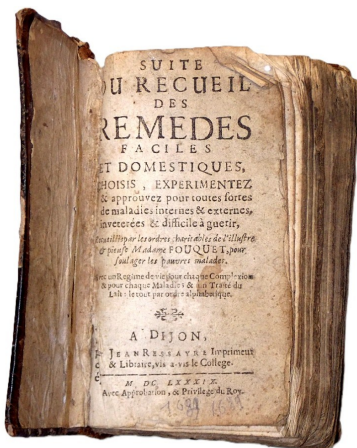 SUITE
DU RECUEIL
DES
REMEDES
FACILES
ET DOMESTIQUES,
CHOISIS, EXPERIMENTEZ
& approuvez pour toutes sortes
de maladies internes & externes,
inveterées & difficile à guerir,
Recueillis par les ordres charitables de l'illustre
& pieuse Madame FOUQUET, pour
soulager les pauvres malades.
Avec un Regime de vie pour chaque Complexion
& pour chaque Maladie; & un Traité du
Lait: le tout par ordre alphabetique.
A DIJON,
JEAN RESSAYRE Imprimeur
& Libraire, vis-à-vis le College.
M. DC. LXXXIX.
Avec Approbation, & Privilege du Roy.